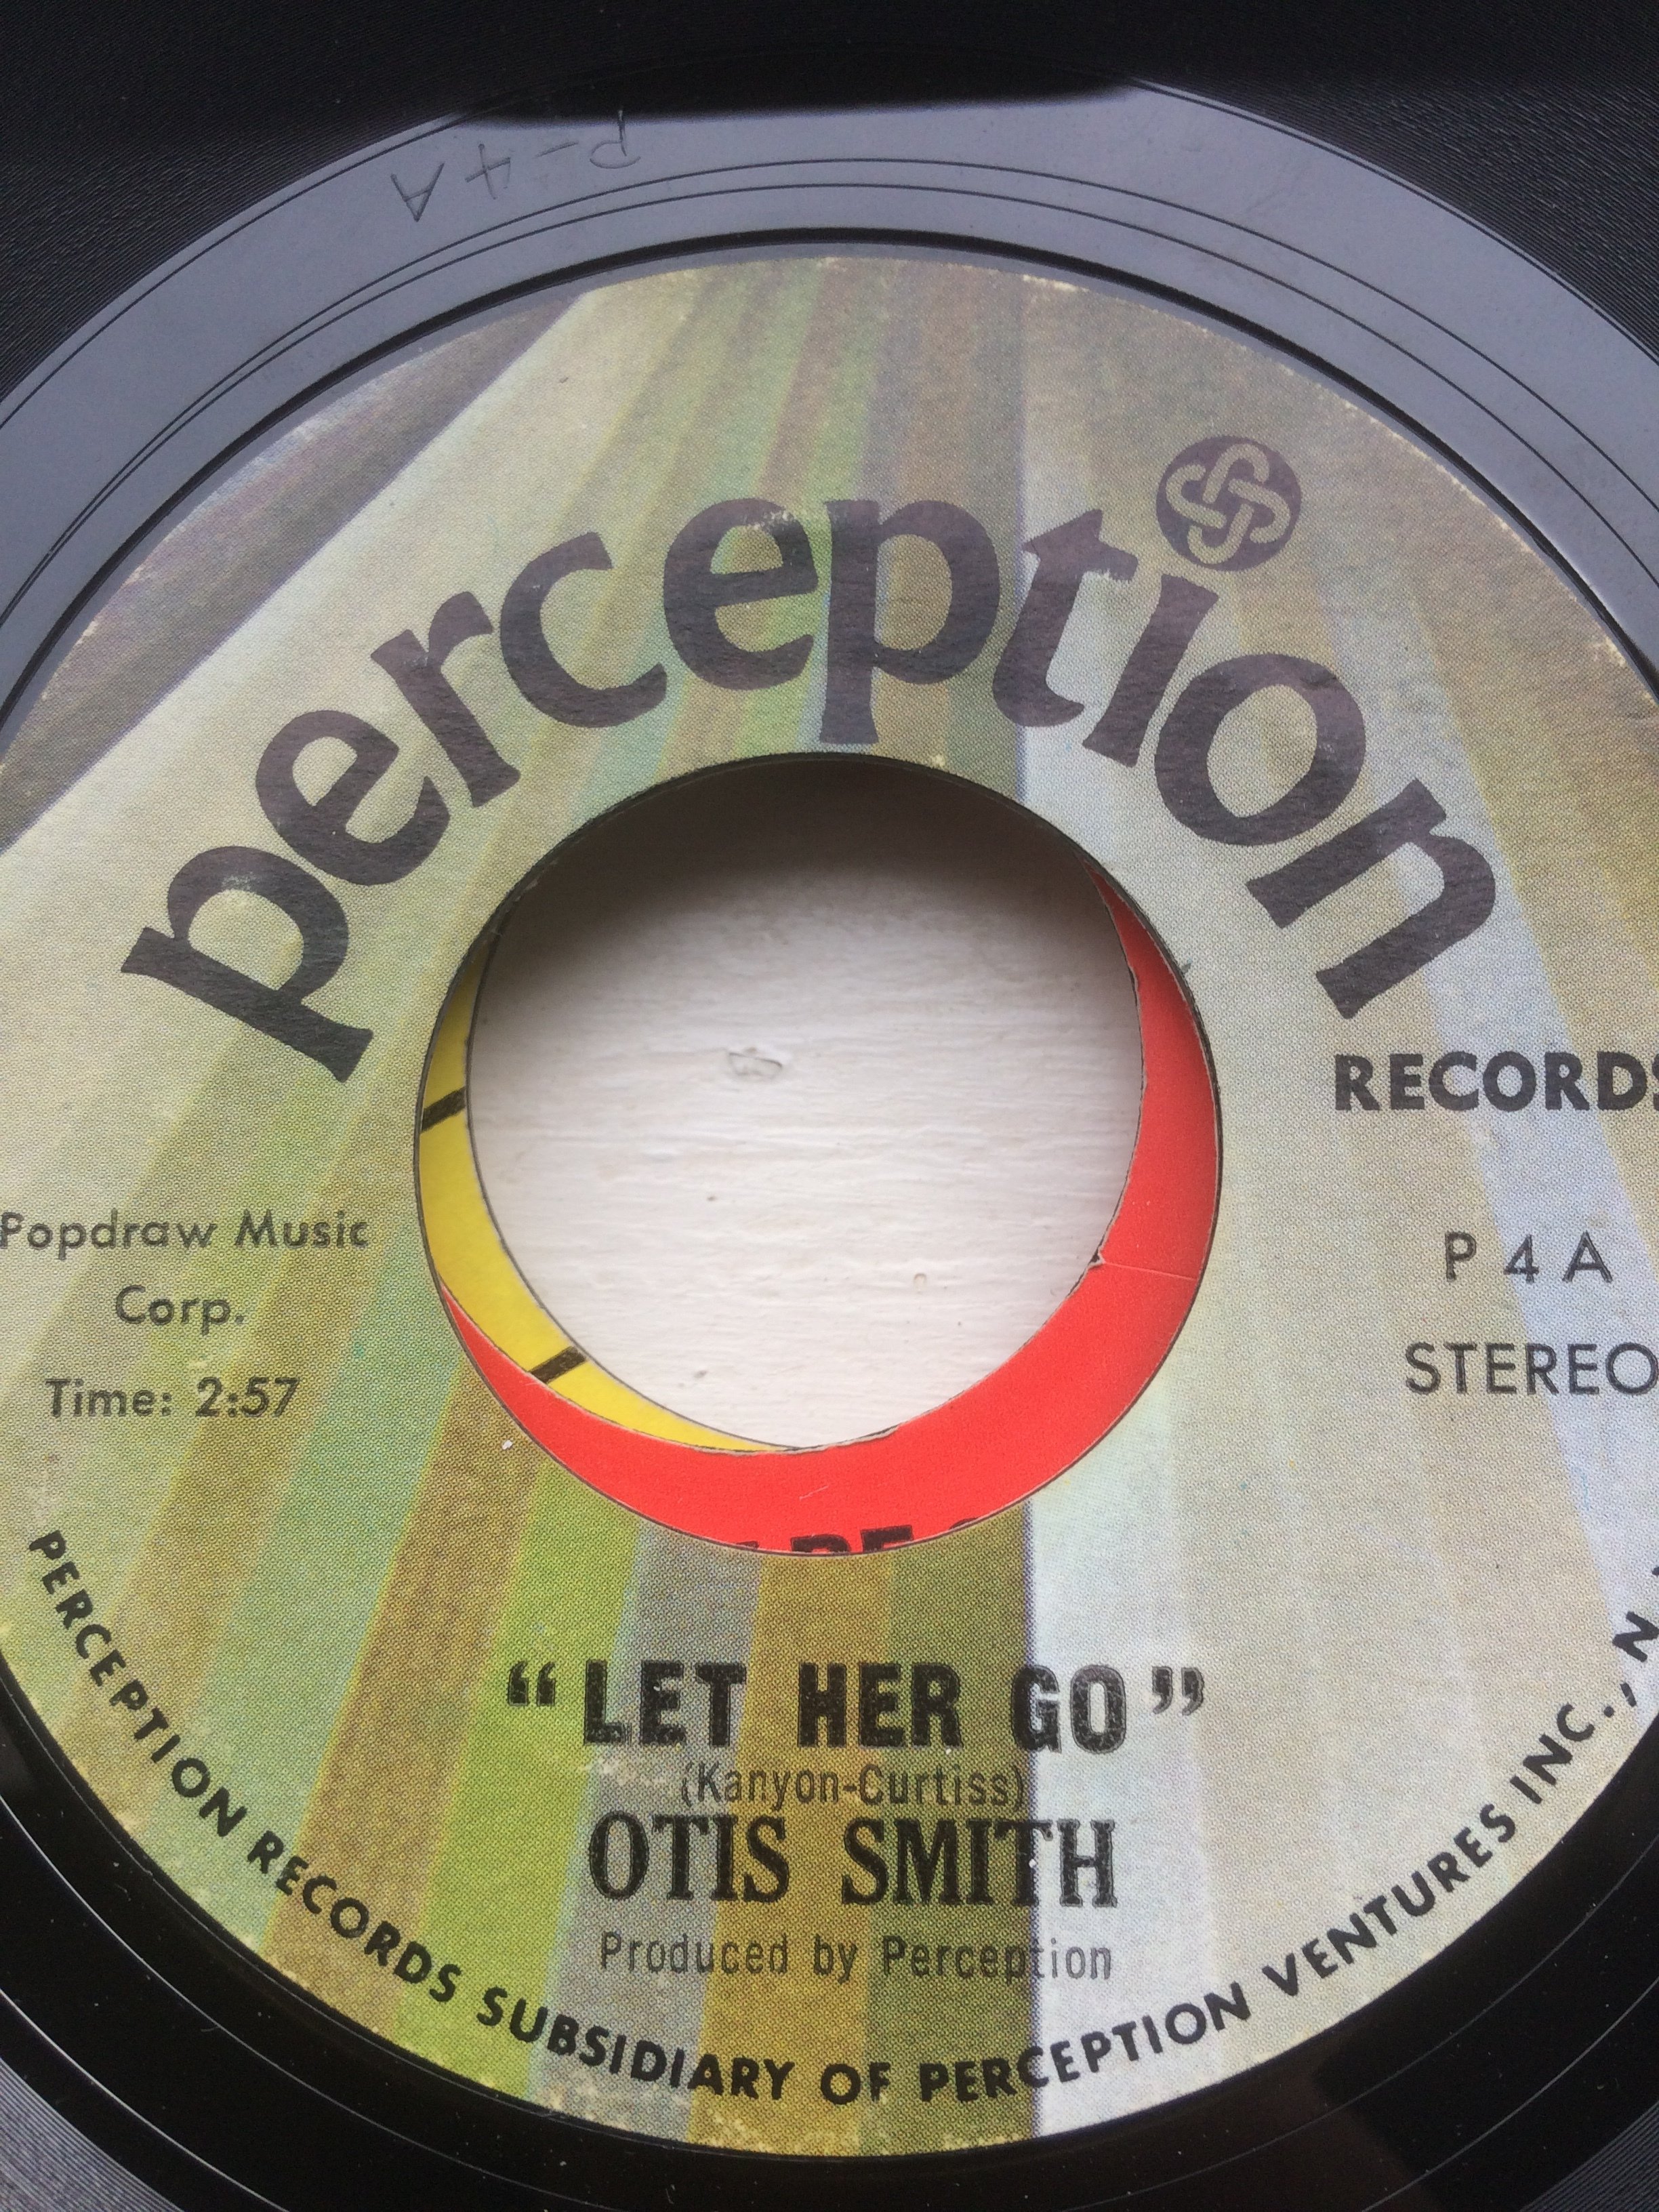 P-4A
perception
RECORDS
Popdraw Music
Corp.
Time: 2:57
P 4 A
STEREO
“LET HER GO”
(Kanyon-Curtiss)
OTIS SMITH
Produced by Perception
PERCEPTION RECORDS SUBSIDIARY OF PERCEPTION VENTURES INC., N.